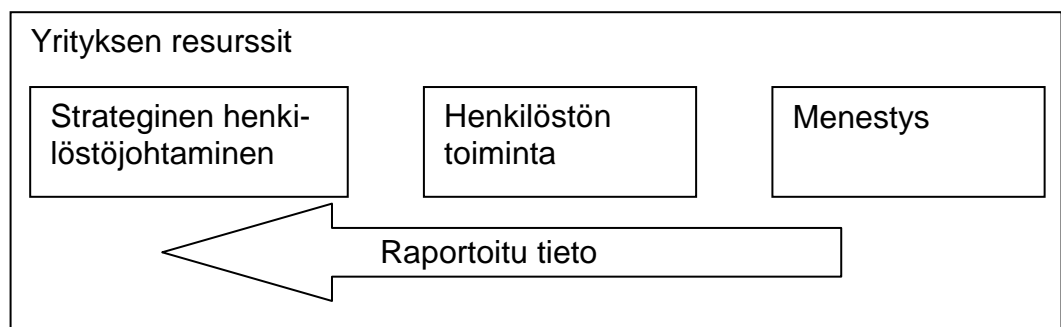 Yrityksen resurssit
Strateginen henki-
löstöjohtaminen
Henkilöstön
toiminta
Menestys
Raportoitu tieto